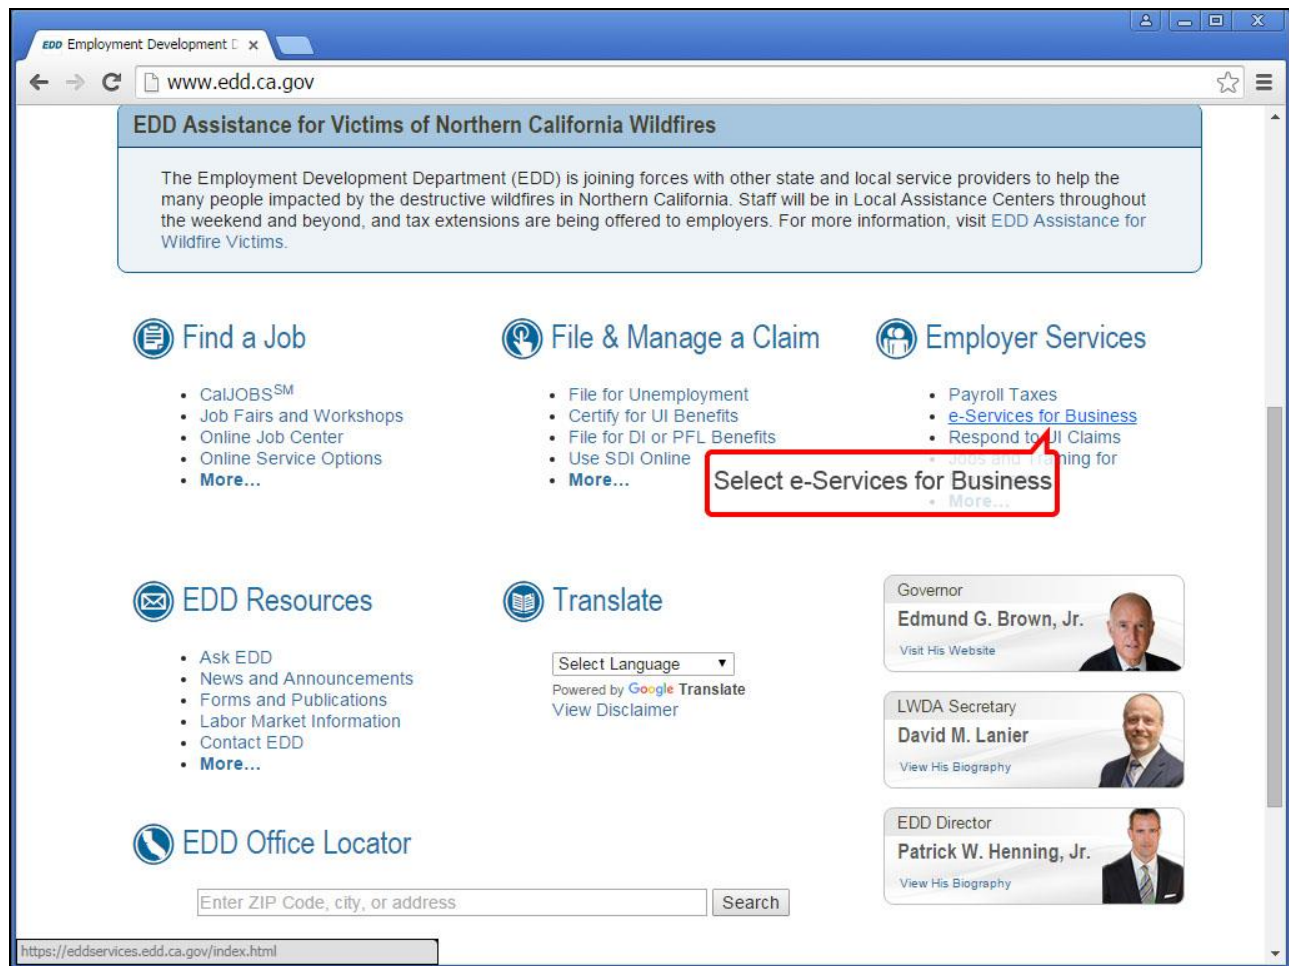 EDD Employment Development D
www.edd.ca.gov
EDD Assistance for Victims of Northern California Wildfires
The Employment Development Department (EDD) is joining forces with other state and local service providers to help the
many people impacted by the destructive wildfires in Northern California. Staff will be in Local Assistance Centers throughout
the weekend and beyond, and tax extensions are being offered to employers. For more information, visit EDD Assistance for
Wildfire Victims.
Find a Job
CalJOBS℠
Job Fairs and Workshops
Online Job Center
Online Service Options
More...
File & Manage a Claim
File for Unemployment
Certify for UI Benefits
File for DI or PFL Benefits
Use SDI Online
More...
Employer Services
Payroll Taxes
e-Services for Business
Respond to UI Claims
Jobs and Training for
More...
Select e-Services for Business
EDD Resources
Ask EDD
News and Announcements
Forms and Publications
Labor Market Information
Contact EDD
More...
Translate
Select Language
Powered by Google Translate
View Disclaimer
Governor
Edmund G. Brown, Jr.
Visit His Website
LWDA Secretary
David M. Lanier
View His Biography
EDD Director
Patrick W. Henning, Jr.
View His Biography
EDD Office Locator
Enter ZIP Code, city, or address
Search
https://eddservices.edd.ca.gov/index.html